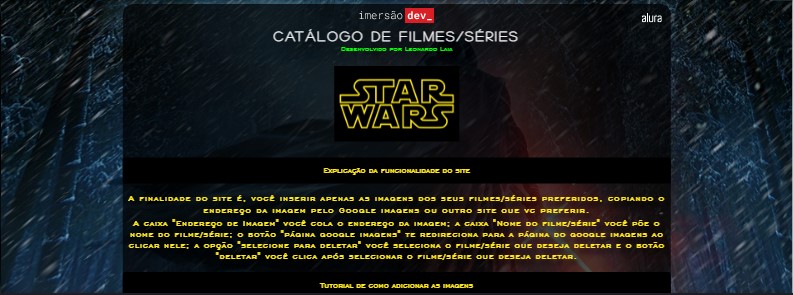 imersão dev_
alura
CATÁLOGO DE FILMES/SÉRIES
Desenvolvido por Leonardo Laia
STAR
WARS
Explicação da funcionalidade do site
A finalidade do site é, você inserir apenas as imagens dos seus filmes/séries preferidos, copiando o
endereço da imagem pelo Google imagens ou outro site que vc preferir.
A caixa "Endereço de Imagem" você cola o endereço da imagem; a caixa "Nome do filme/série" você põe o
nome do filme/série; o botão "página google imagens" te redireciona para a página do google imagens ao
clicar nele; a opção "selecione para deletar" você seleciona o filme/série que deseja deletar e o botão
"deletar" você clica após selecionar o filme/série que deseja deletar.
Tutorial de como adicionar as imagens